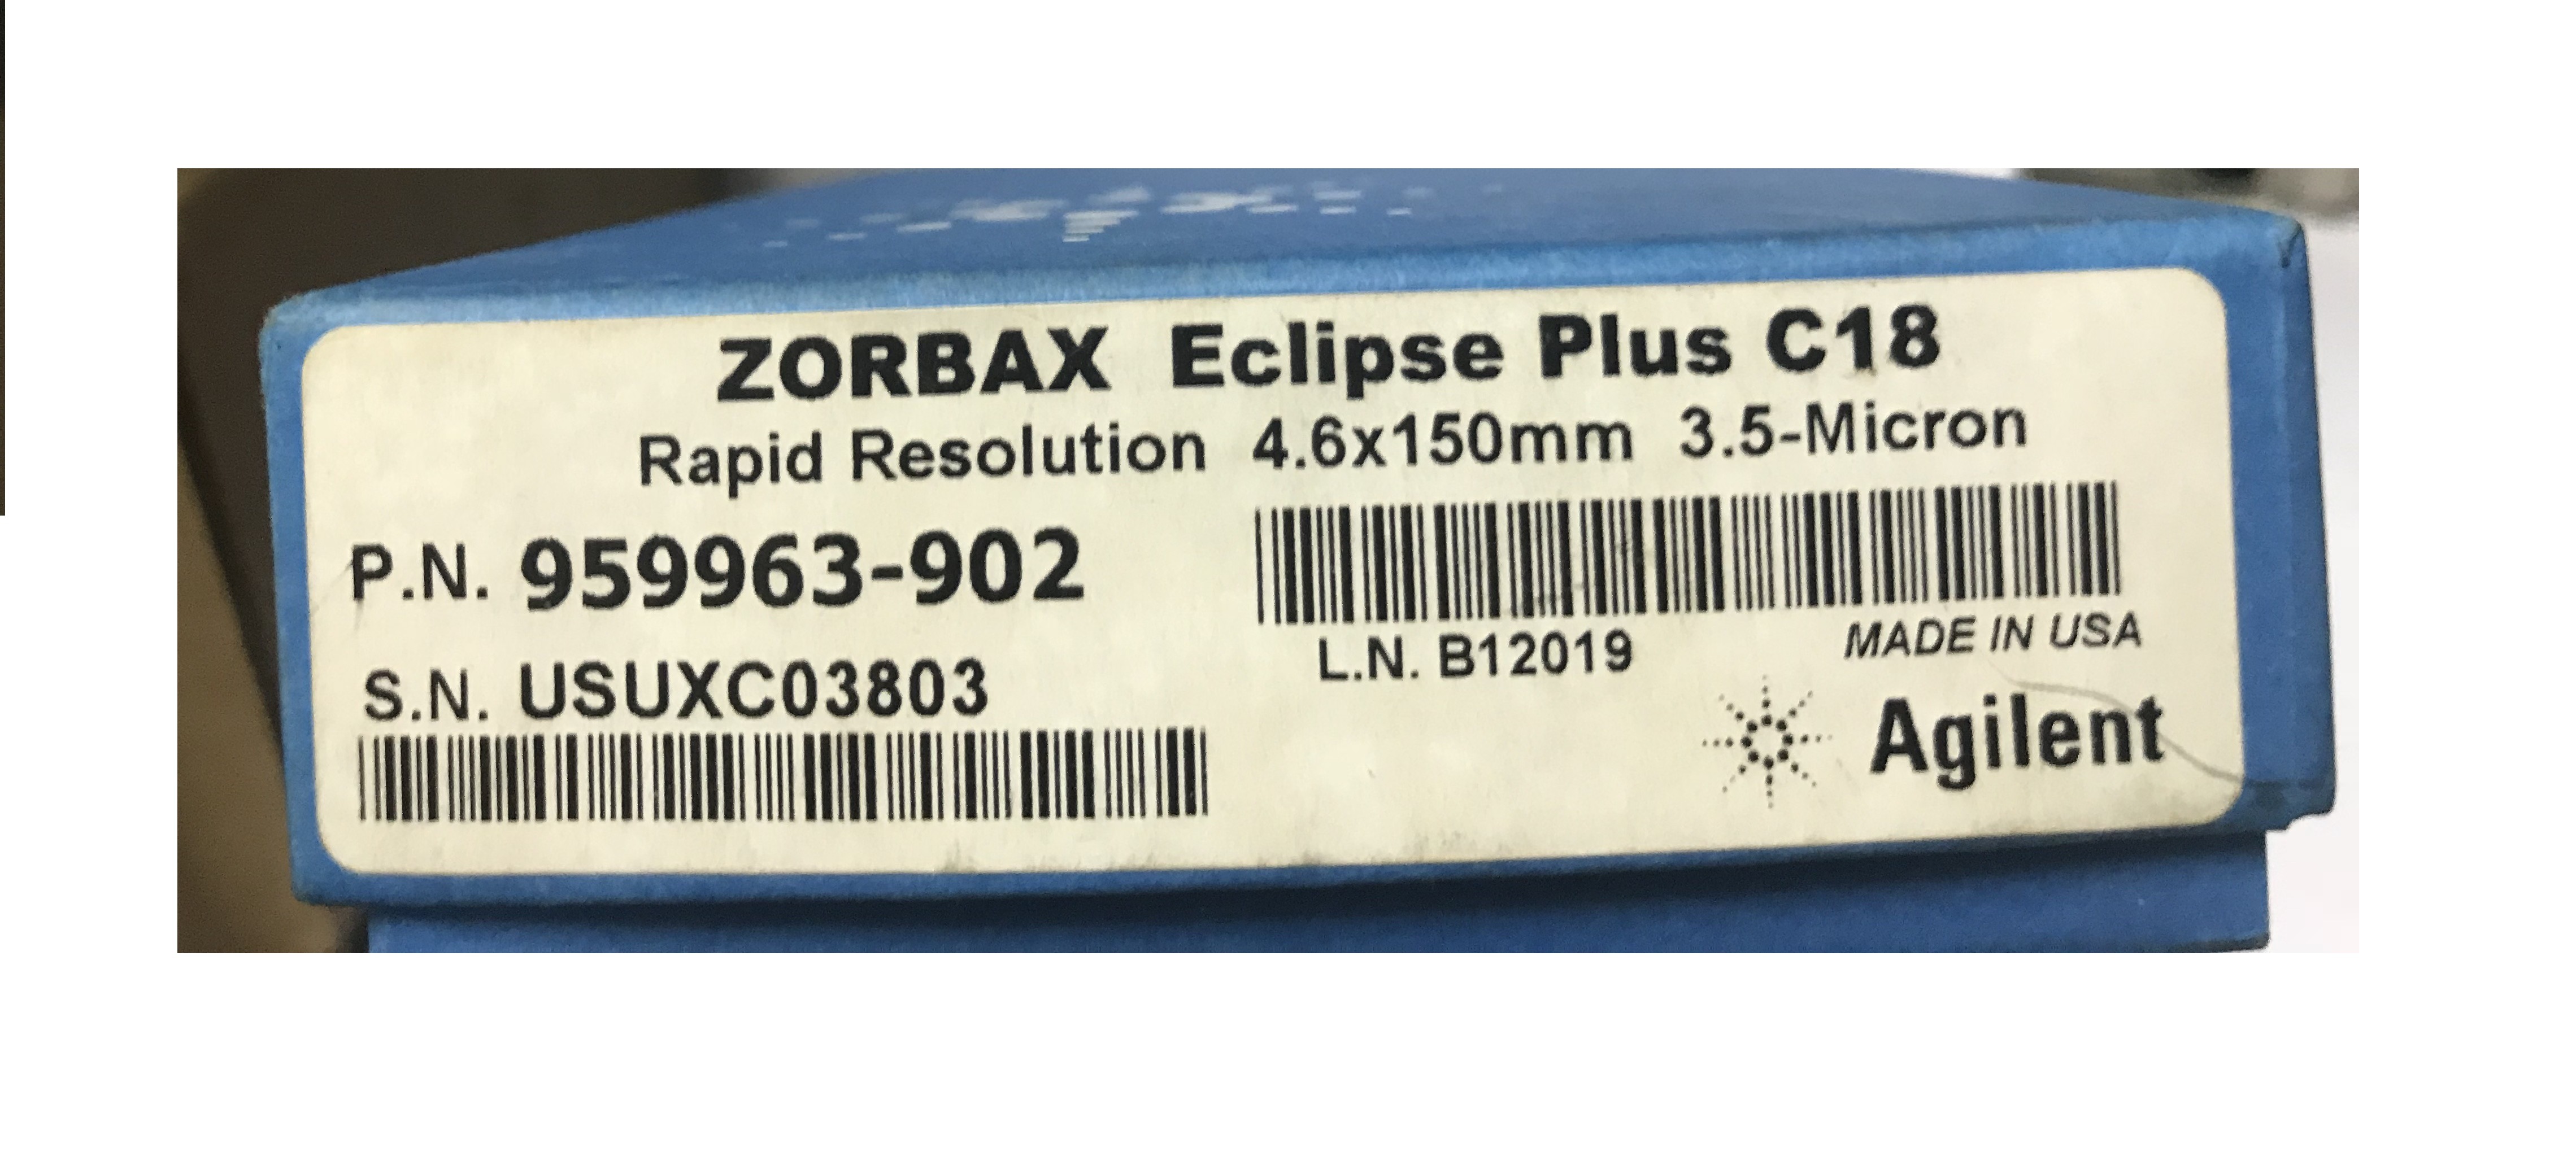 ZORBAX Eclipse Plus C18
Rapid Resolution 4.6x150mm 3.5-Micron
P.N. 959963-902
L.N. B12019
MADE IN USA
S.N. USUXC03803
Agilent